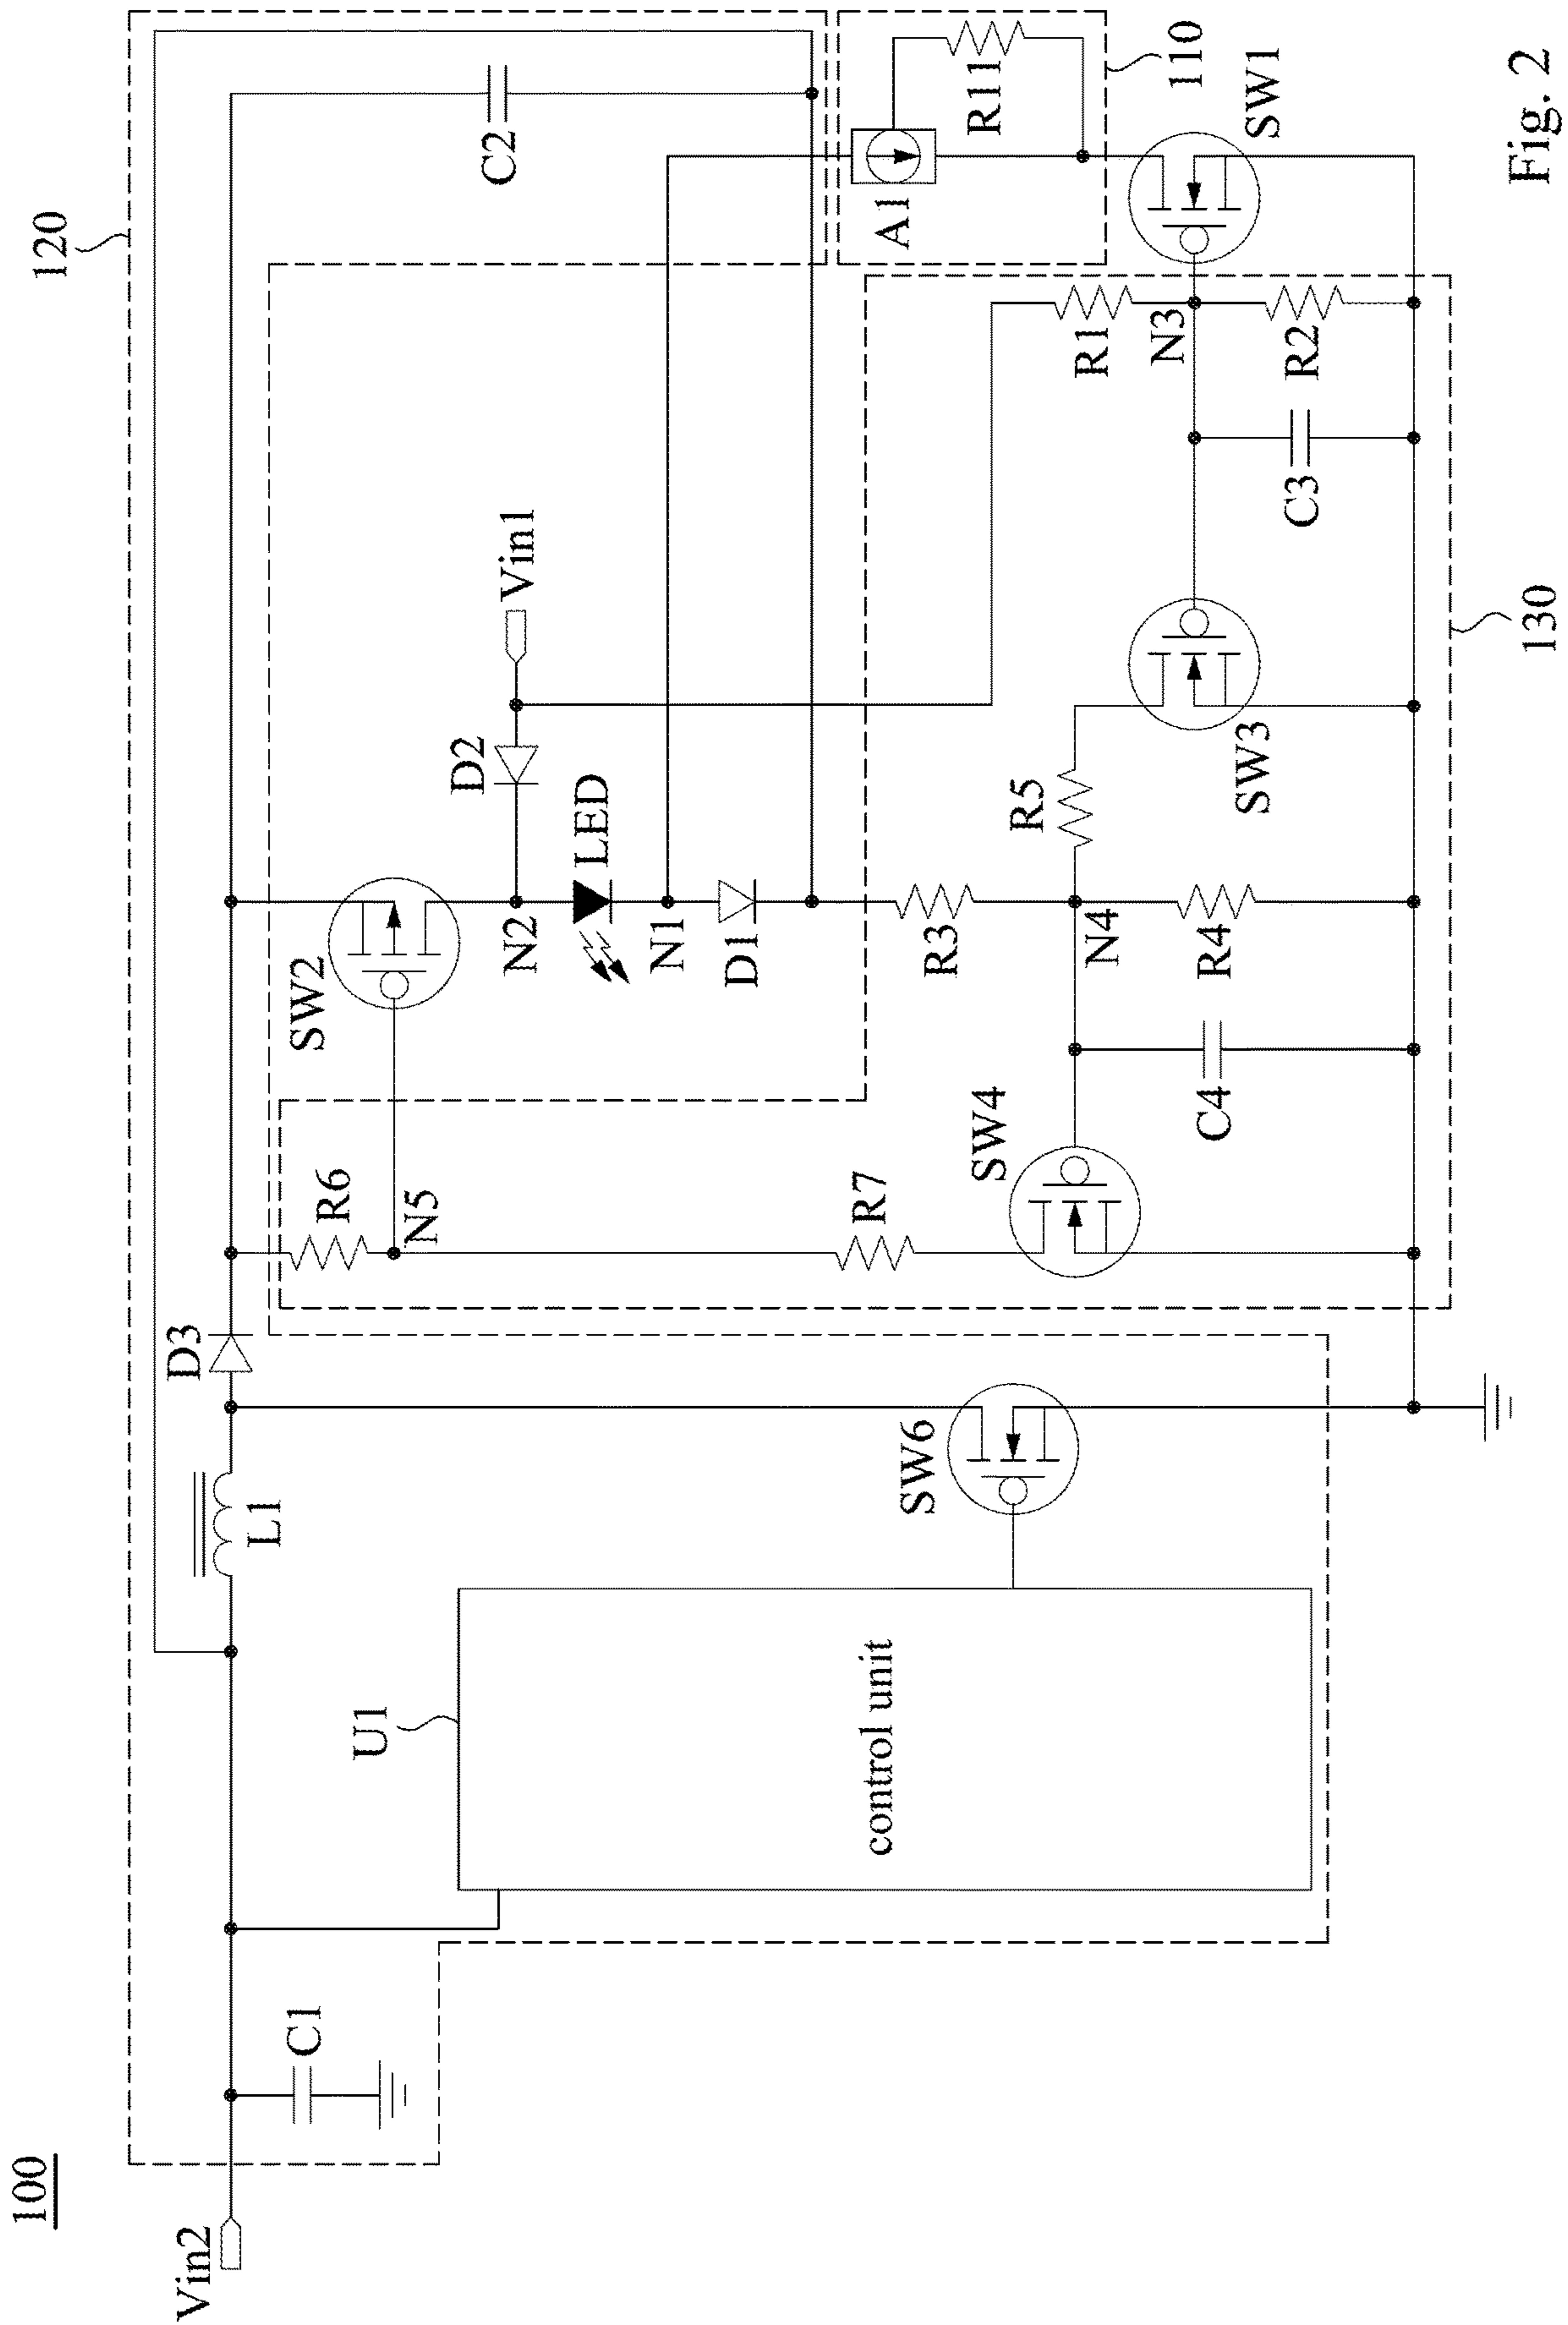 100
Vin2
C1
U1
control unit
L1
SW6
D3
R6
N5
R7
SW4
C4
SW2
N2
LED
N1
D1
R3
N4
R4
D2
Vin1
R5
SW3
C3
R1
N3
R2
120
C2
A1
R11
110
SW1
130
Fig. 2